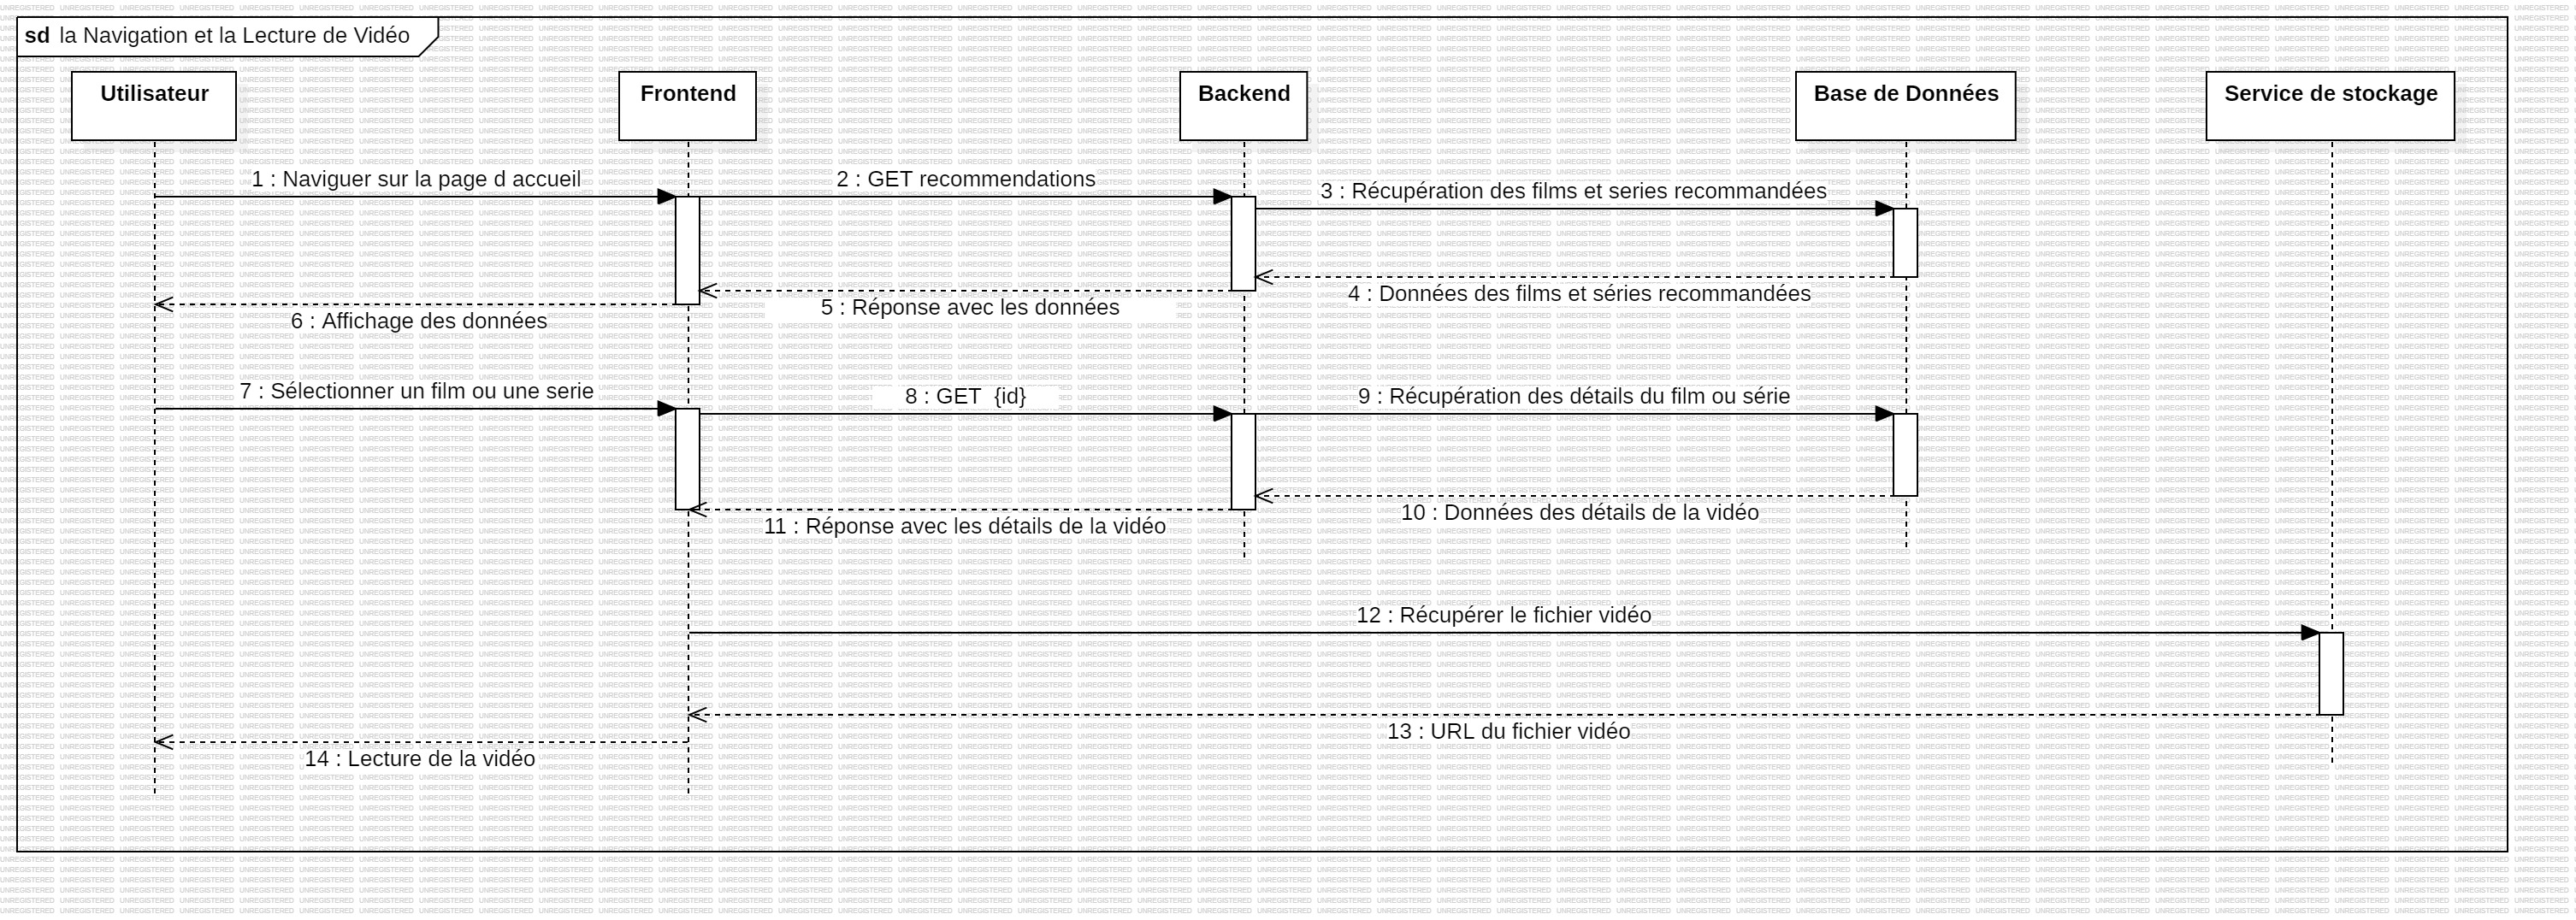 sd la Navigation et la Lecture de Vidéo
Utilisateur
Frontend
Backend
Base de Données
Service de stockage
1 : Naviguer sur la page d accueil
2 : GET recommendations
3 : Récupération des films et series recommandées
4 : Données des films et séries recommandées
5 : Réponse avec les données
6 : Affichage des données
7 : Sélectionner un film ou une serie
8 : GET  {id}
9 : Récupération des détails du film ou série
10 : Données des détails de la vidéo
11 : Réponse avec les détails de la vidéo
12 : Récupérer le fichier vidéo
13 : URL du fichier vidéo
14 : Lecture de la vidéo
UNREGISTERED